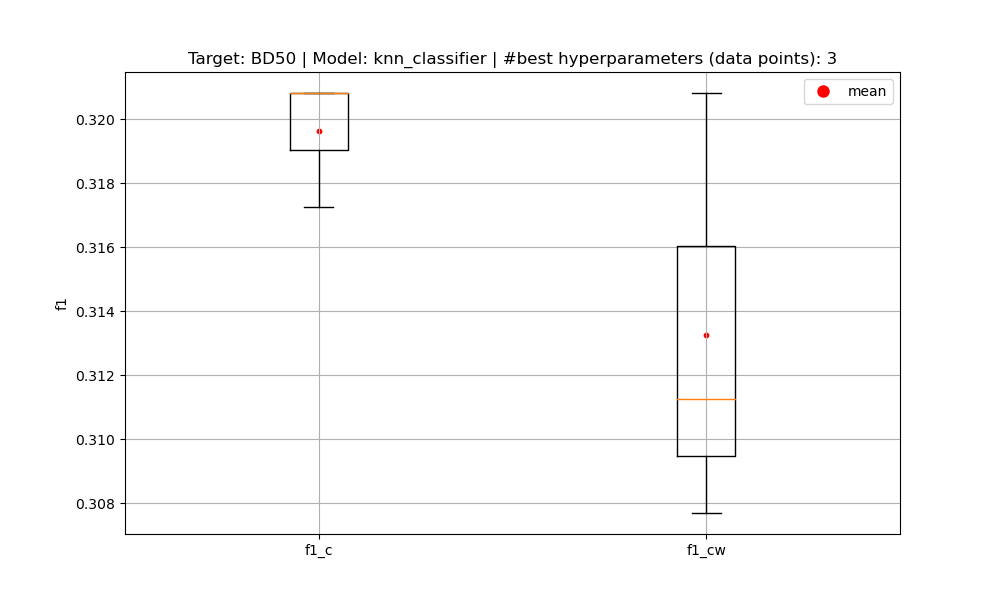 Target: BD50 | Model: knn_classifier | #best hyperparameters (data points): 3
mean
0.320
0.318
0.316
0.314
0.312
0.310
0.308
f1
f1_c
f1_cw